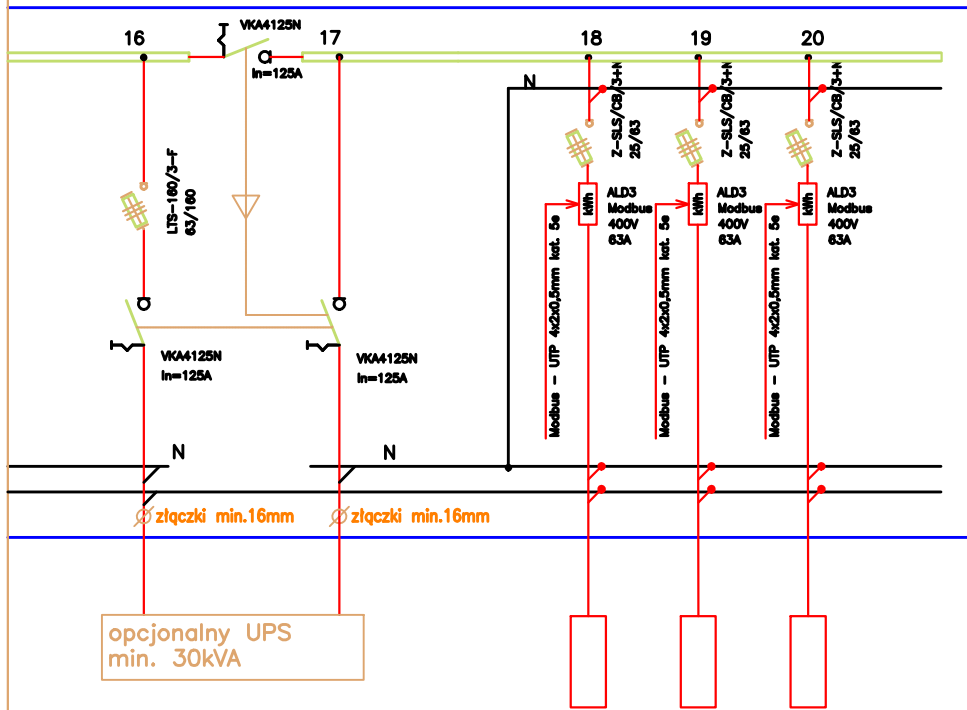 VKA4125N
16
17
18
19
20
In=125A
N
Z-SLS/CB/3+N
25/63
Z-SLS/CB/3+N
25/63
Z-SLS/CB/3+N
25/63
LTS-160/3-F
63/160
kWh
ALD3
Modbus
400V
63A
kWh
ALD3
Modbus
400V
63A
kWh
ALD3
Modbus
400V
63A
Modbus - UTP 4x2x0,5mm kat. 5e
Modbus - UTP 4x2x0,5mm kat. 5e
Modbus - UTP 4x2x0,5mm kat. 5e
VKA4125N
In=125A
VKA4125N
In=125A
N
N
złączki min.16mm
złączki min.16mm
opcjonalny UPS
min. 30kVA